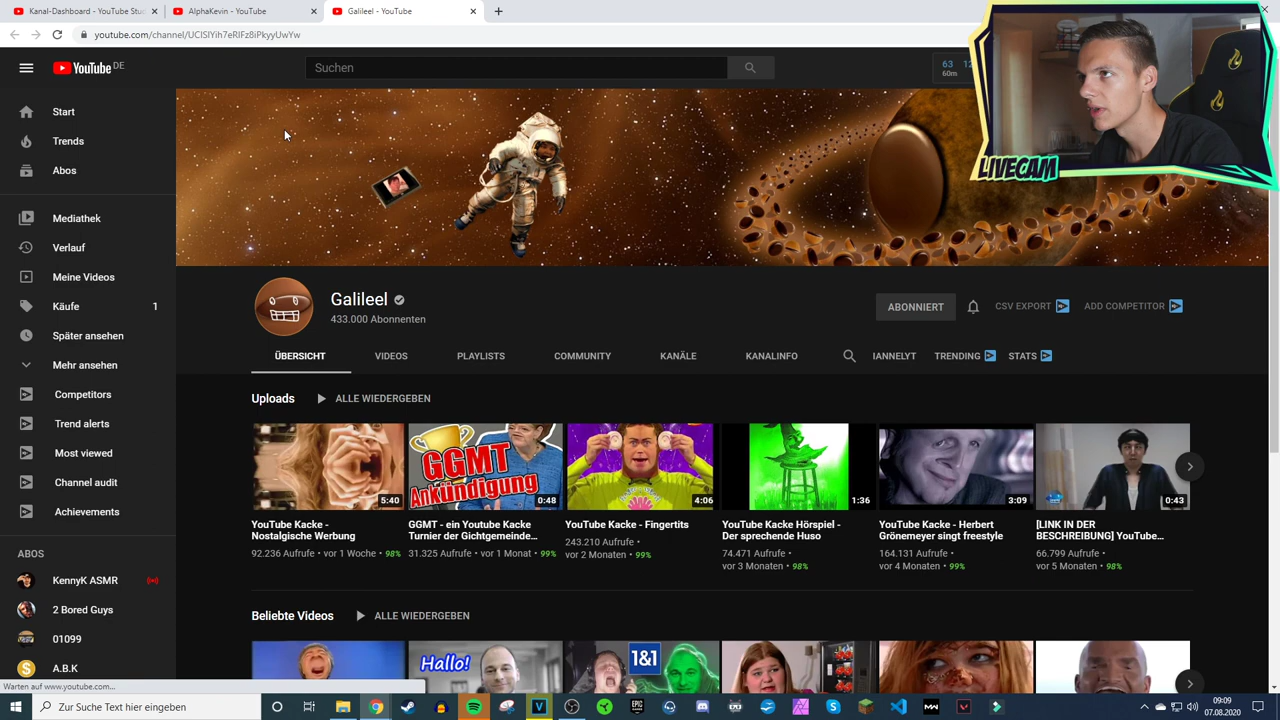 Kanal-Dashboard - YouTube Stu
AlphaKevin - YouTube
Galileel - YouTube
youtube.com/channel/UCISlYih7eRIFz8iPkyyUwYw
YouTube DE
Suchen
63
60m
LIVECAM
Start
Trends
Abos
Mediathek
Verlauf
Meine Videos
Käufe 1
Später ansehen
Mehr ansehen
Competitors
Trend alerts
Most viewed
Channel audit
Achievements
ABOS
KennyK ASMR
2 Bored Guys
01099
A.B.K
Galileel
433.000 Abonnenten
ABONNIERT
CSV EXPORT
ADD COMPETITOR
ÜBERSICHT VIDEOS PLAYLISTS COMMUNITY KANÄLE KANALINFO IANNELYT TRENDING STATS
Uploads ALLE WIEDERGEBEN
5:40
GGMT
Ankündigung
0:48
4:06
1:36
3:09
0:43
YouTube Kacke -
Nostalgische Werbung
92.236 Aufrufe • vor 1 Woche • 98%
GGMT - ein Youtube Kacke
Turnier der Gichtgemeinde...
31.325 Aufrufe • vor 1 Monat • 99%
YouTube Kacke - Fingertits
243.210 Aufrufe •
vor 2 Monaten • 99%
YouTube Kacke Hörspiel -
Der sprechende Huso
74.471 Aufrufe •
vor 3 Monaten • 98%
YouTube Kacke - Herbert
Grönemeyer singt freestyle
164.131 Aufrufe •
vor 4 Monaten • 99%
[LINK IN DER
BESCHREIBUNG] YouTube...
66.799 Aufrufe •
vor 5 Monaten • 98%
Beliebte Videos ALLE WIEDERGEBEN
Hallo!
1&1
Warten auf www.youtube.com...
Zur Suche Text hier eingeben
09:09
07.08.2020